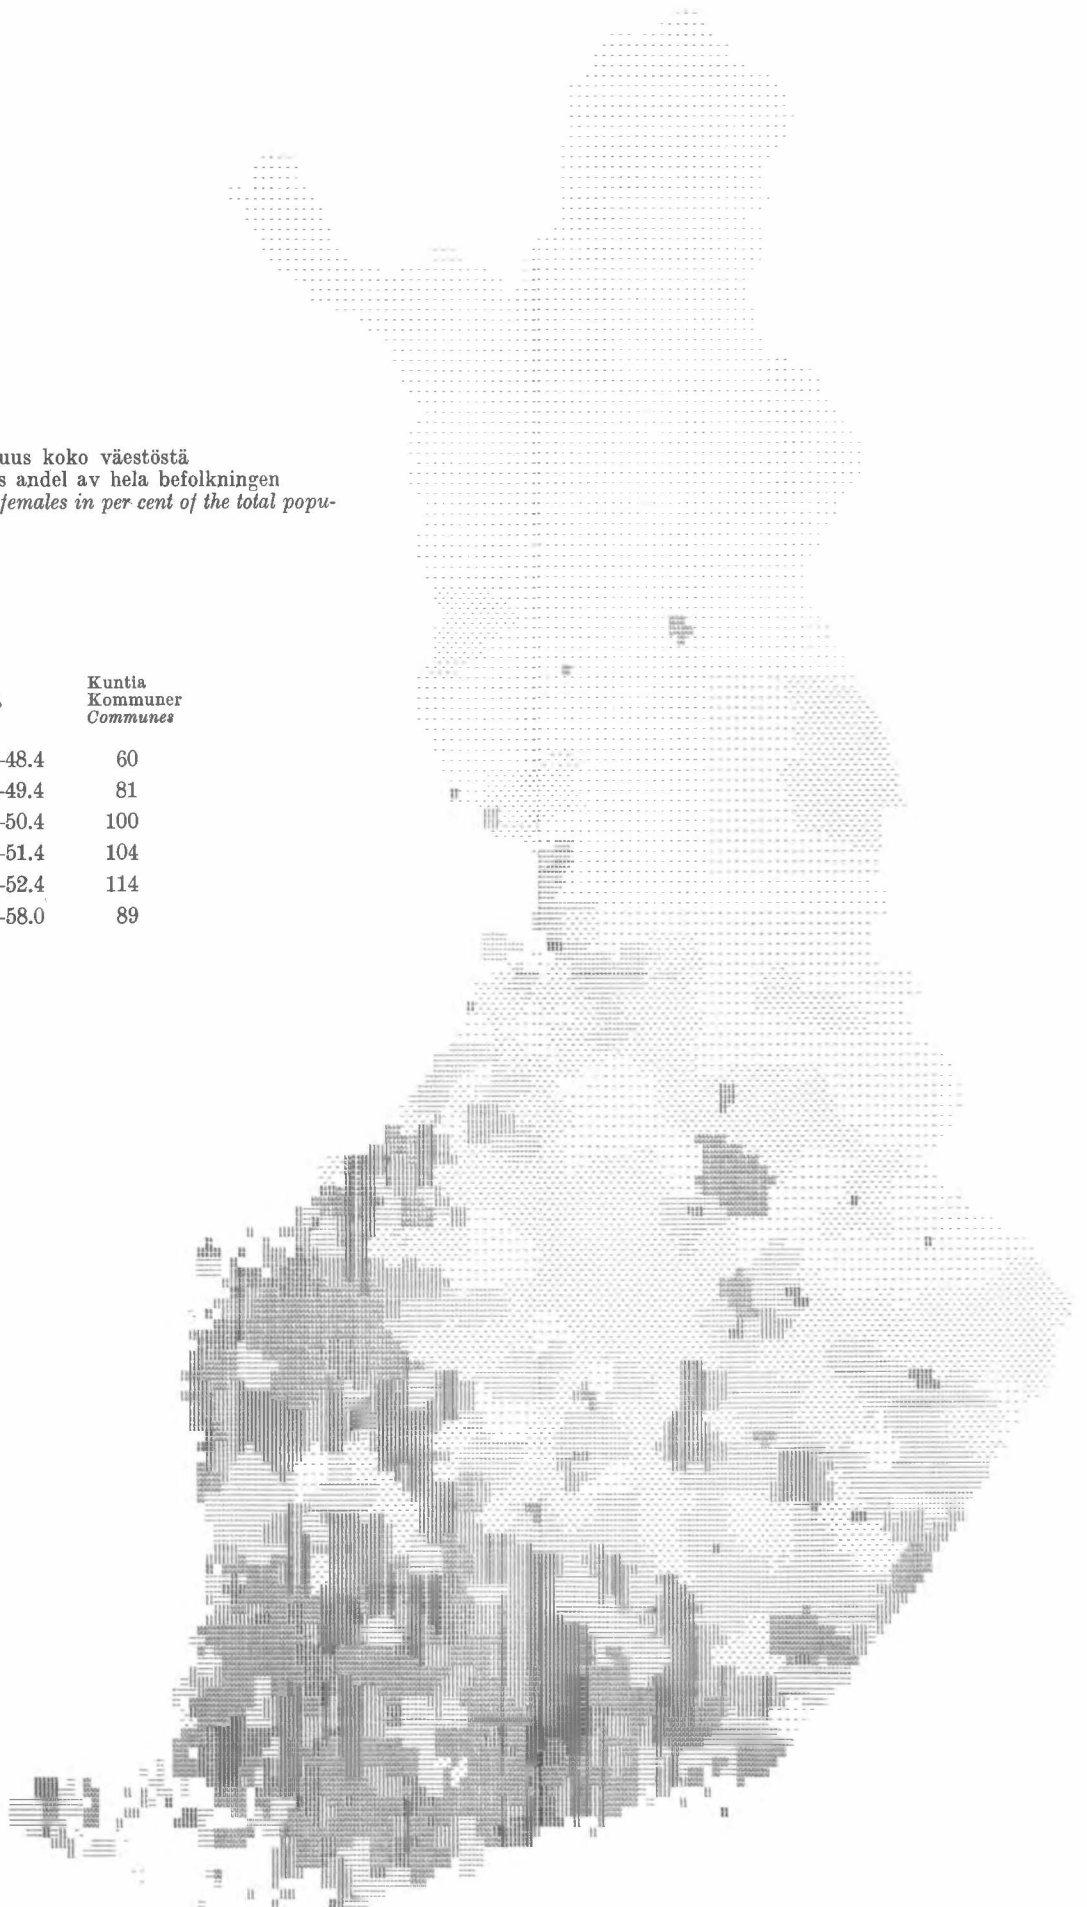 uus koko väestöstä
s andel av hela befolkningen
females in per cent of the total popu-
Kuntia
Kommuner
Communes
-48.4 60
-49.4 81
-50.4 100
-51.4 104
-52.4 114
-58.0 89